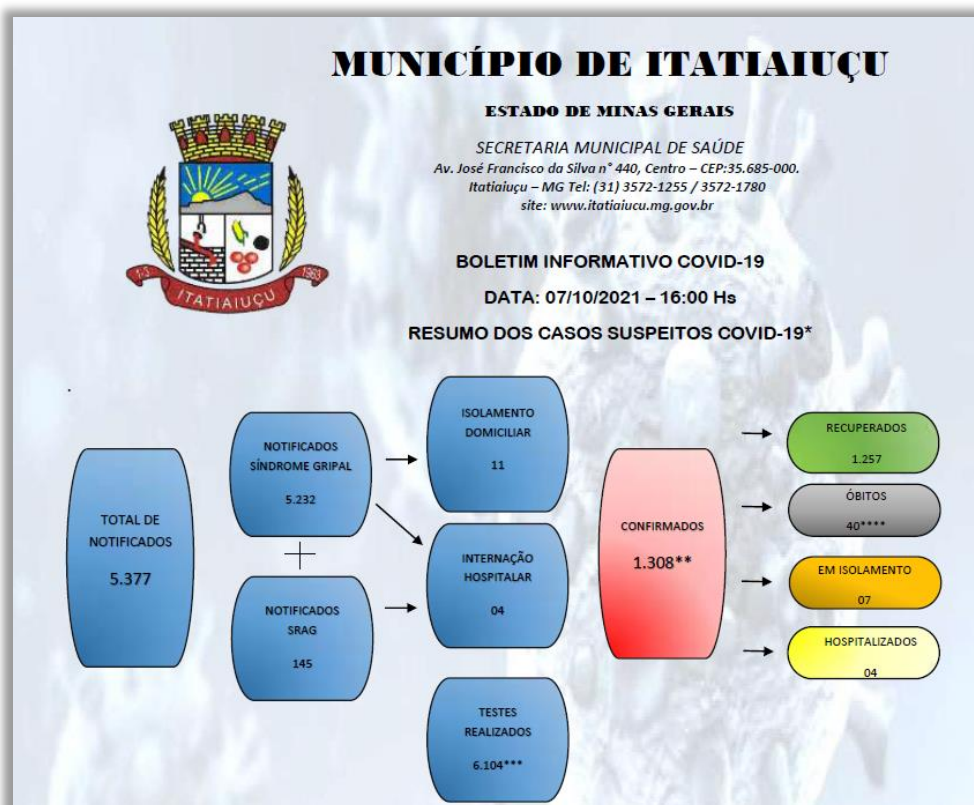 MUNICÍPIO DE ITATIAIUÇU
ESTADO DE MINAS GERAIS
SECRETARIA MUNICIPAL DE SAÚDE
Av. José Francisco da Silva n° 440, Centro – CEP:35.685-000.
Itatiaiuçu – MG Tel: (31) 3572-1255 / 3572-1780
site: www.itatiaiucu.mg.gov.br
1-3 1963
ITATIAIUÇU
BOLETIM INFORMATIVO COVID-19
DATA: 07/10/2021 – 16:00 Hs
RESUMO DOS CASOS SUSPEITOS COVID-19*
TOTAL DE
NOTIFICADOS
5.377
NOTIFICADOS
SÍNDROME GRIPAL
5.232
NOTIFICADOS
SRAG
145
ISOLAMENTO
DOMICILIAR
11
INTERNAÇÃO
HOSPITALAR
04
TESTES
REALIZADOS
6.104***
CONFIRMADOS
1.308**
RECUPERADOS
1.257
ÓBITOS
40****
EM ISOLAMENTO
07
HOSPITALIZADOS
04